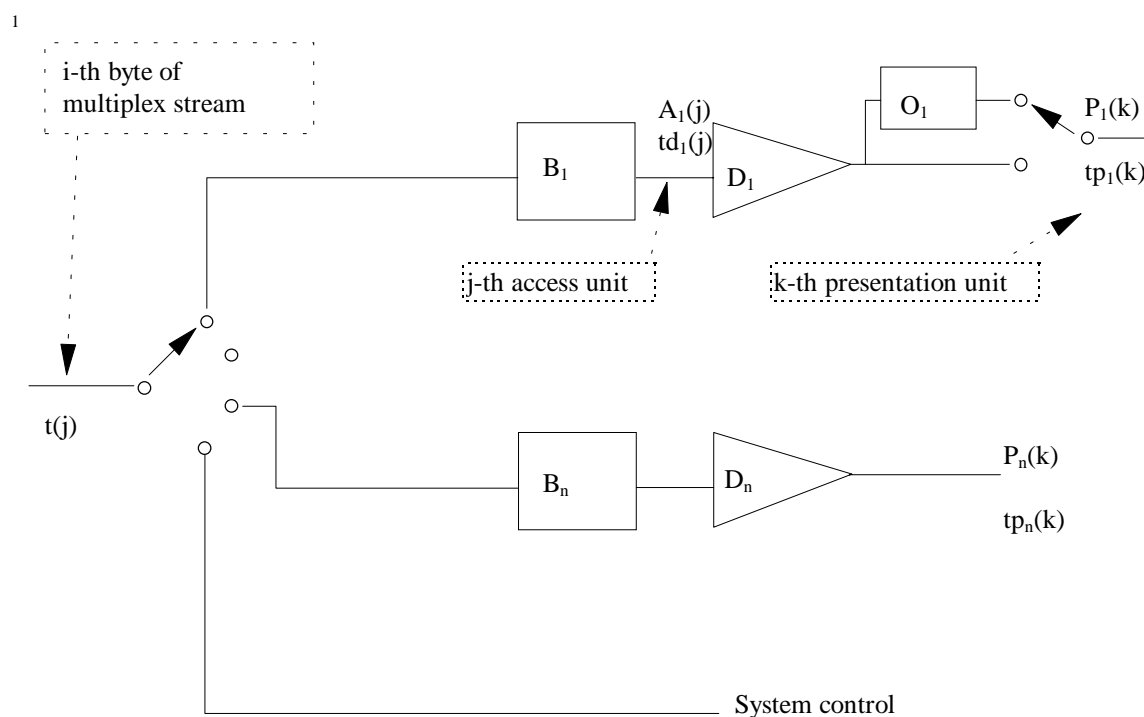 1
i-th byte of
multiplex stream
A₁(j)
td₁(j)
B₁
D₁
O₁
P₁(k)
tp₁(k)
j-th access unit
k-th presentation unit
t(j)
Bₙ
Dₙ
Pₙ(k)
tpₙ(k)
System control